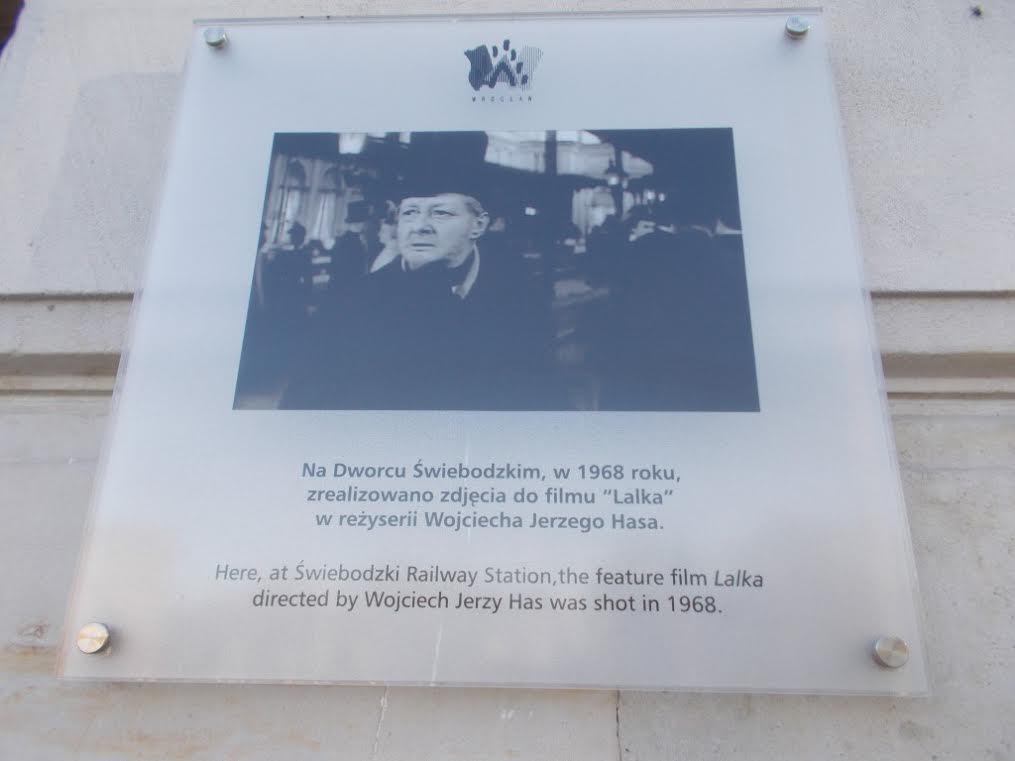 WROCŁAW
Na Dworcu Świebodzkim, w 1968 roku,
zrealizowano zdjęcia do filmu “Lalka”
w reżyserii Wojciecha Jerzego Hasa.
Here, at Świebodzki Railway Station,the feature film Lalka
directed by Wojciech Jerzy Has was shot in 1968.